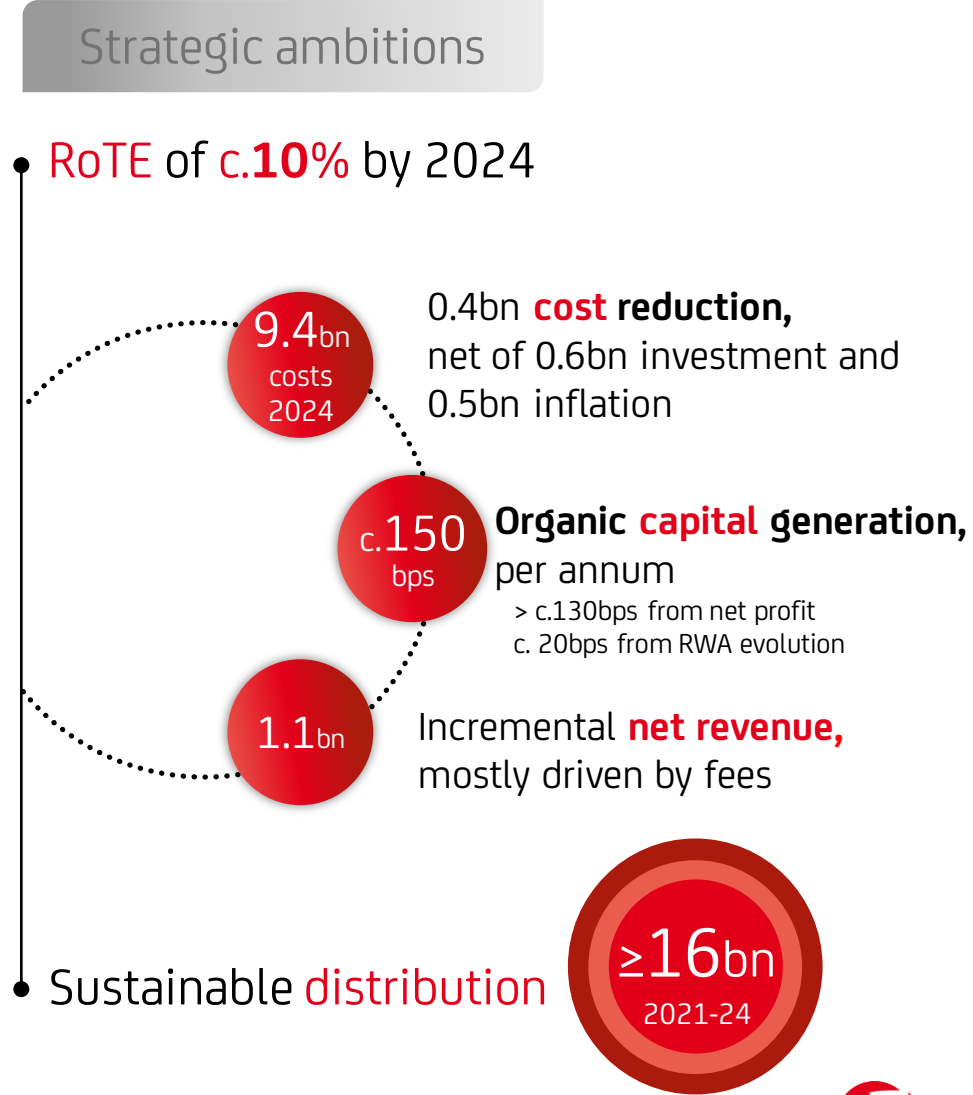 Strategic ambitions
RoTE of c.10% by 2024
9.4bn
costs
2024
0.4bn cost reduction,
net of 0.6bn investment and
0.5bn inflation
c.150
bps
Organic capital generation,
per annum
> c.130bps from net profit
c. 20bps from RWA evolution
1.1bn
Incremental net revenue,
mostly driven by fees
Sustainable distribution
≥16bn
2021-24